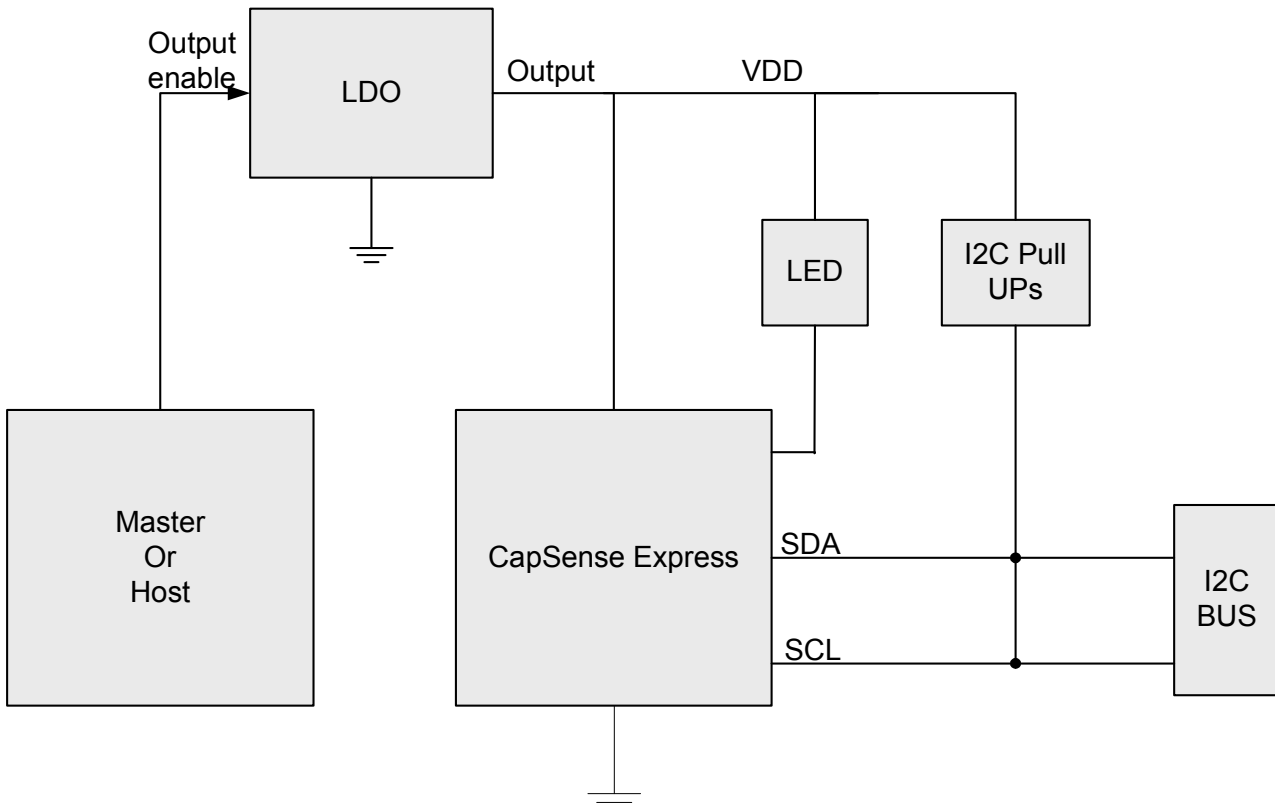 Output
enable
LDO
Output
VDD
LED
I2C Pull
UPs
Master
Or
Host
CapSense Express
SDA
SCL
I2C
BUS